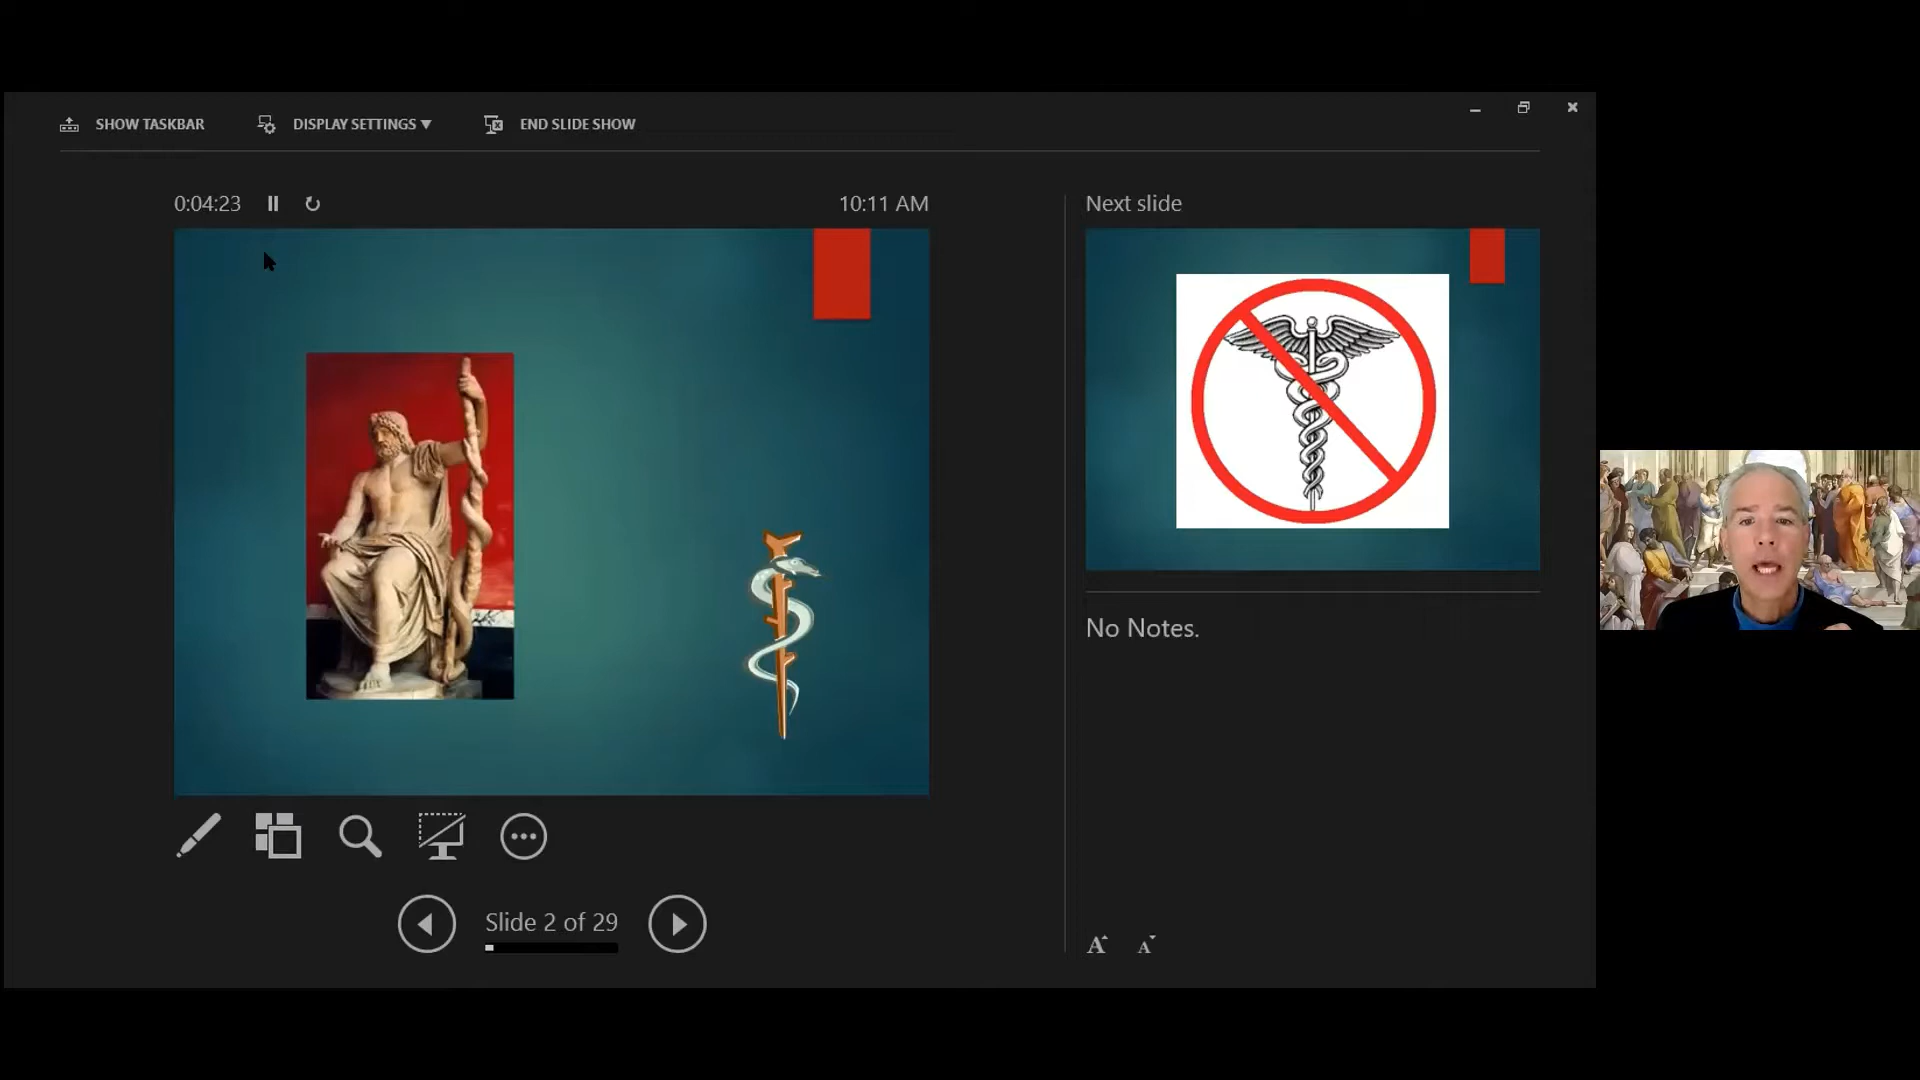 SHOW TASKBAR
DISPLAY SETTINGS ▼
END SLIDE SHOW
0:04:23
10:11 AM
Next slide
No Notes.
Slide 2 of 29
A A